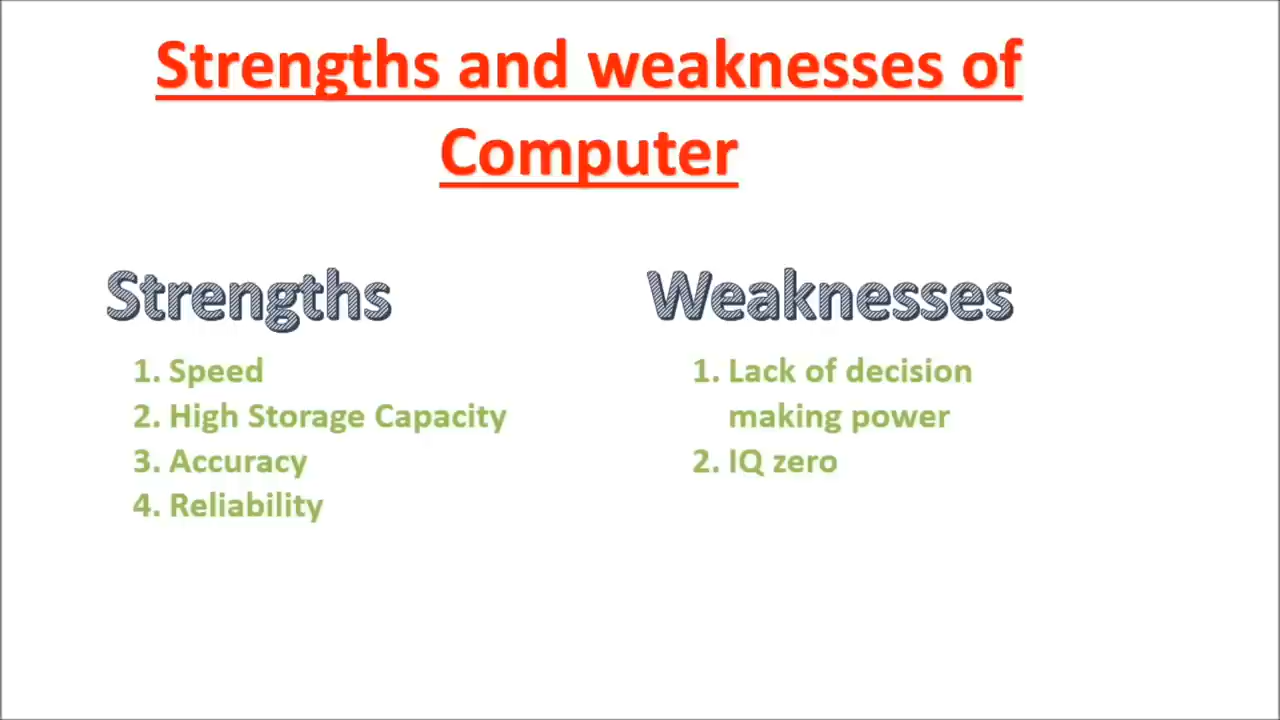 Strengths and weaknesses of
Computer
Strengths
1. Speed
2. High Storage Capacity
3. Accuracy
4. Reliability
Weaknesses
1. Lack of decision
making power
2. IQ zero